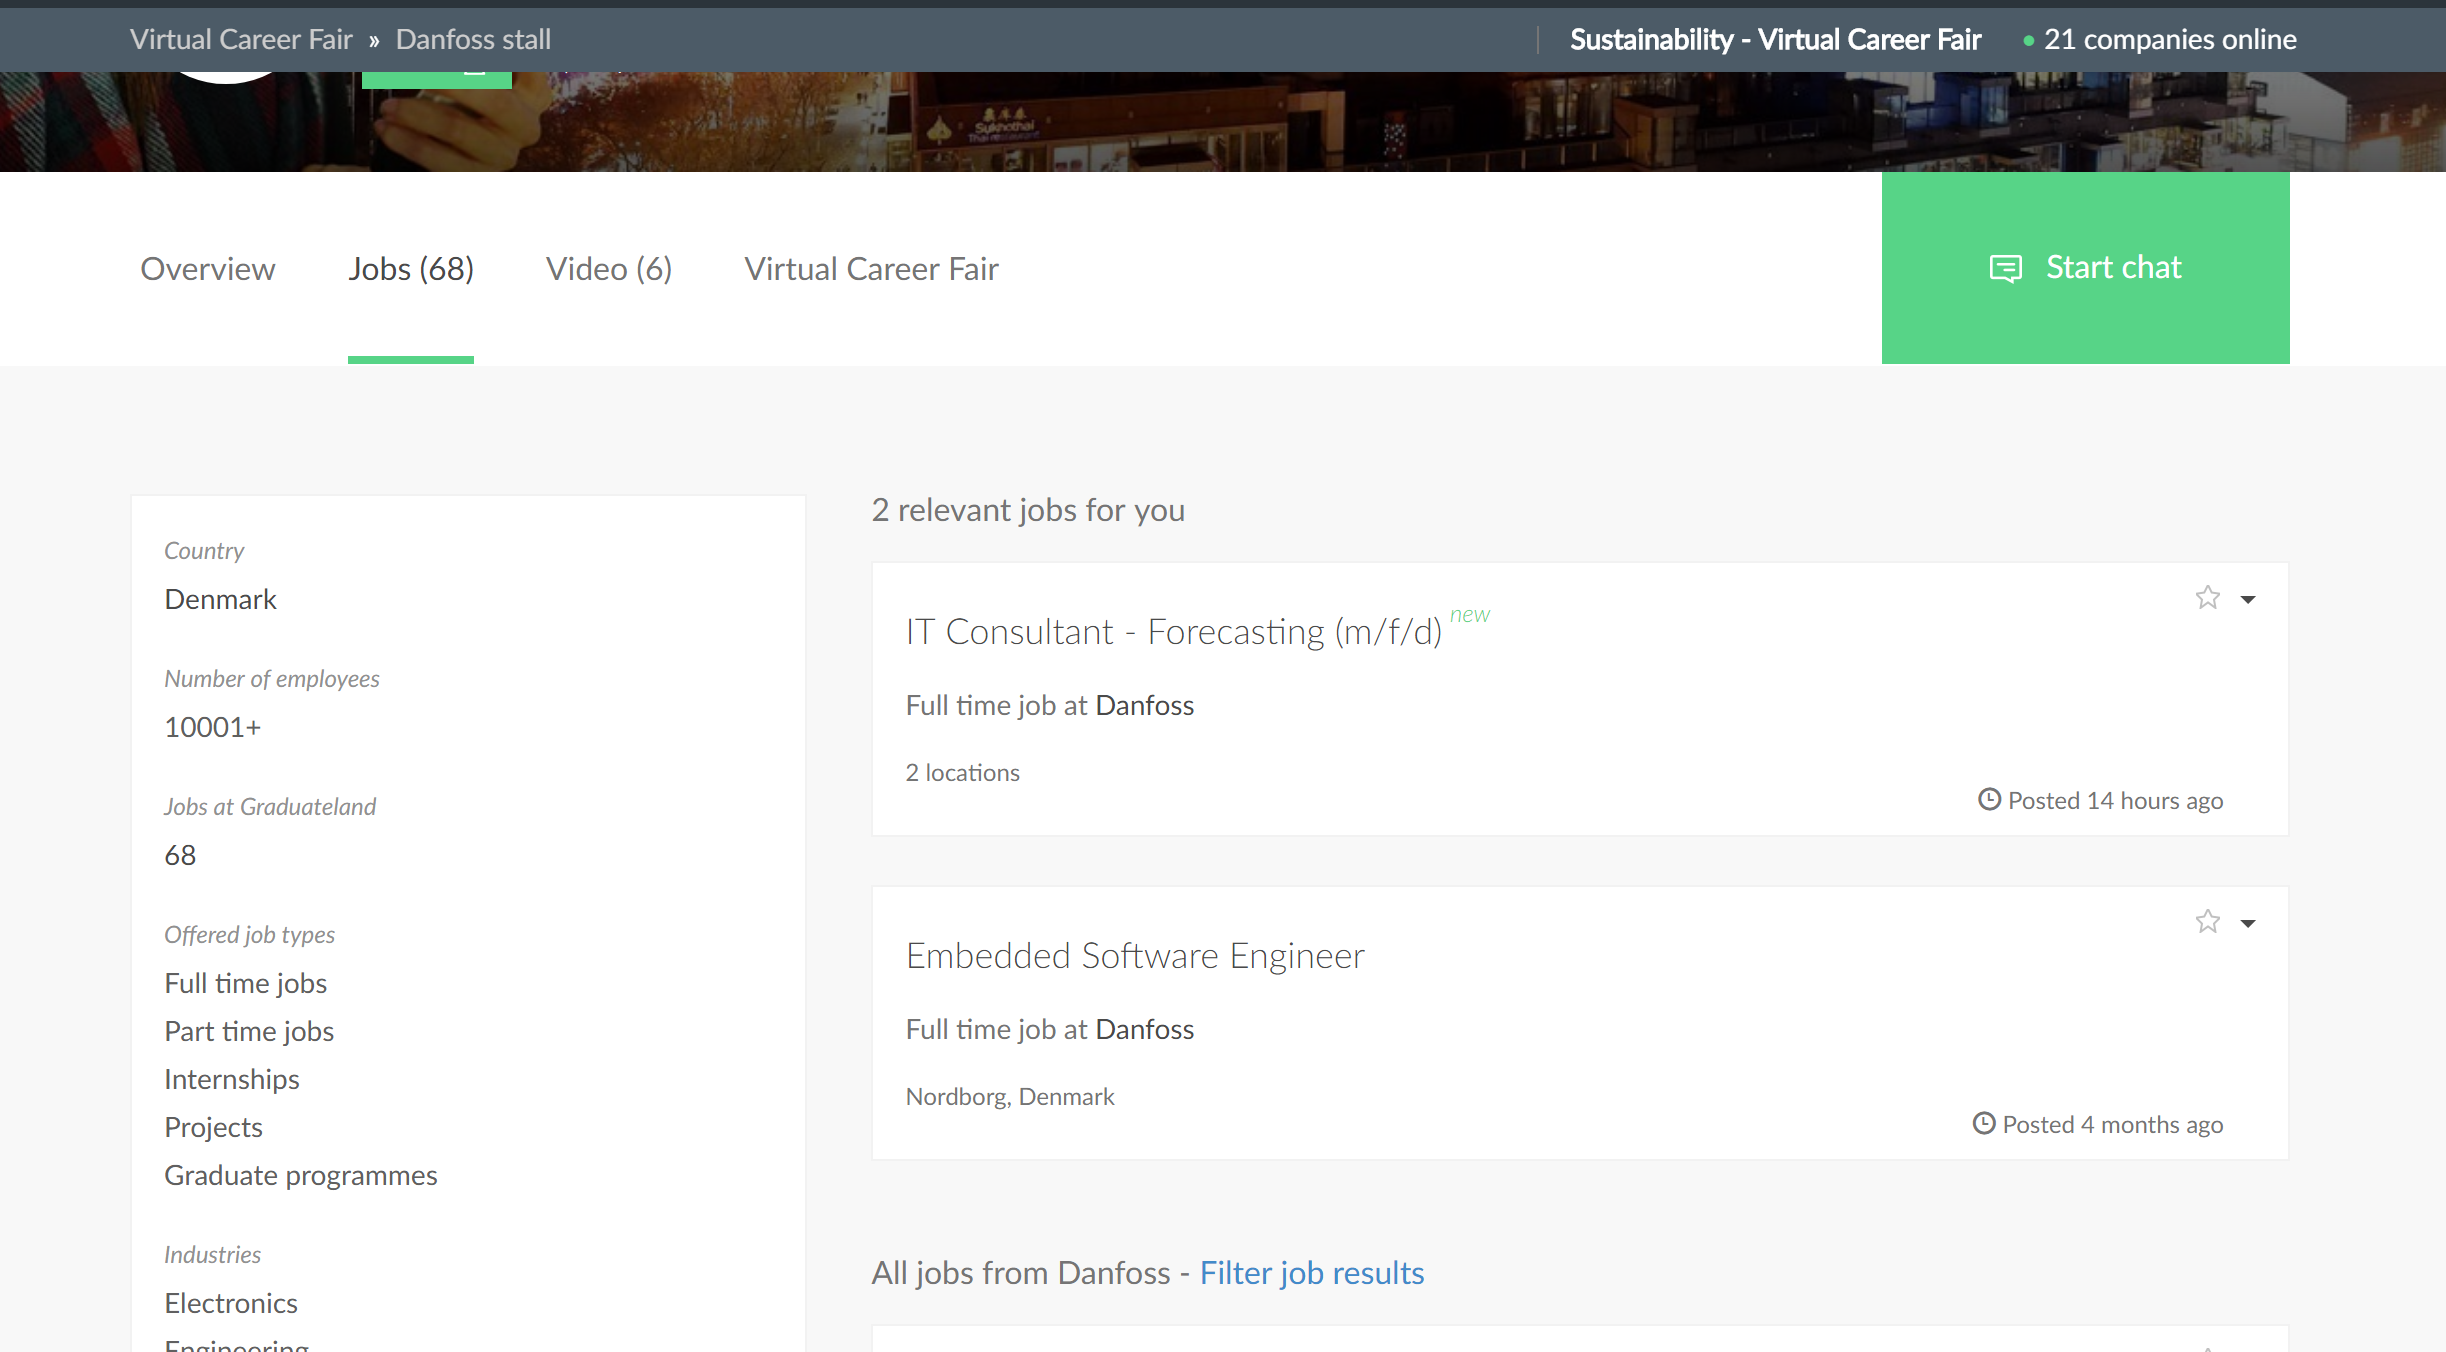 Virtual Career Fair » Danfoss stall
Sustainability - Virtual Career Fair
21 companies online
Sukhothai
Overview
Jobs (68)
Video (6)
Virtual Career Fair
Start chat
Country
Denmark
Number of employees
10001+
Jobs at Graduateland
68
Offered job types
Full time jobs
Part time jobs
Internships
Projects
Graduate programmes
Industries
Electronics
Engineering
2 relevant jobs for you
IT Consultant - Forecasting (m/f/d) new
Full time job at Danfoss
2 locations
Posted 14 hours ago
Embedded Software Engineer
Full time job at Danfoss
Nordborg, Denmark
Posted 4 months ago
All jobs from Danfoss - Filter job results